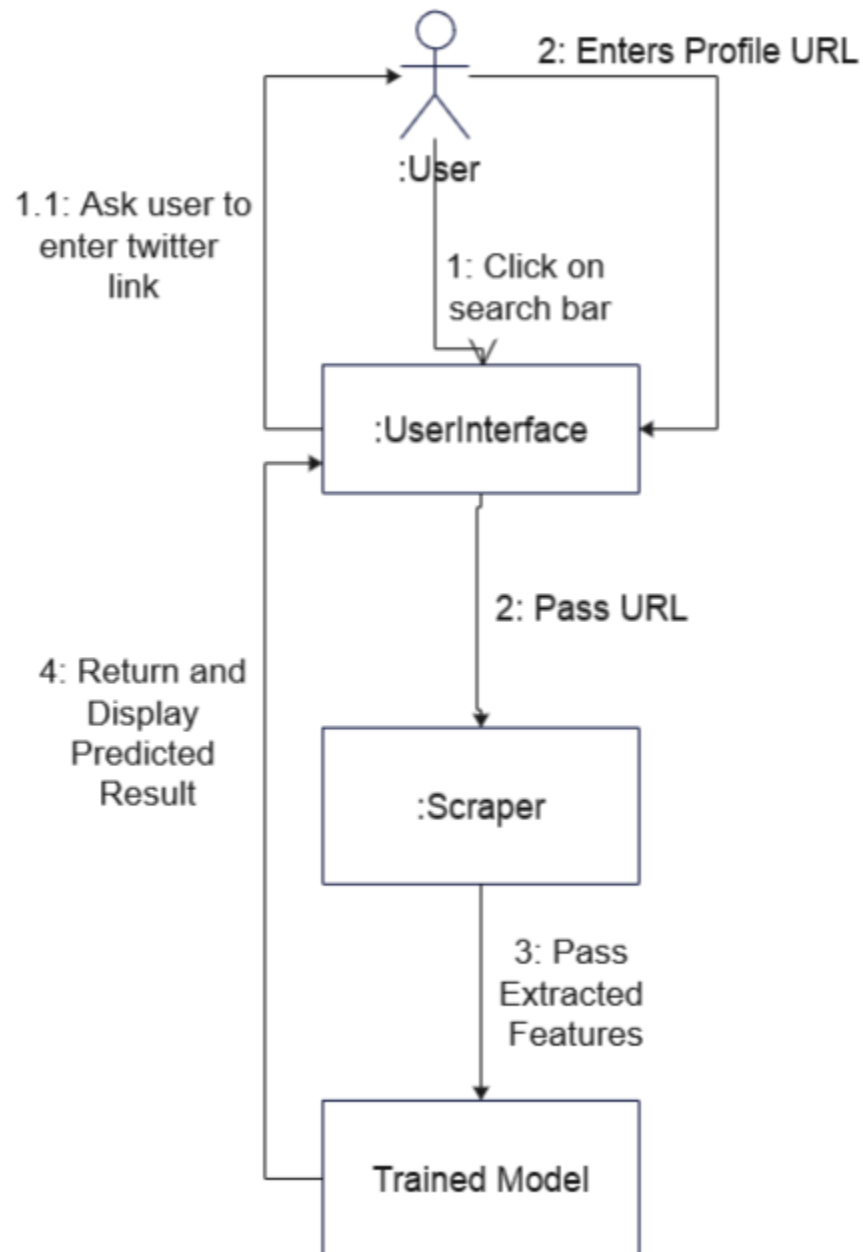 2: Enters Profile URL
:User
1.1: Ask user to
enter twitter
link
1: Click on
search bar
:UserInterface
2: Pass URL
4: Return and
Display
Predicted
Result
:Scraper
3: Pass
Extracted
Features
Trained Model